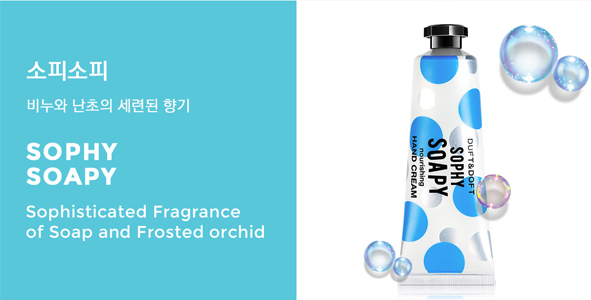 소피소피
비누와 난초의 세련된 향기
SOPHY
SOAPY
Sophisticated Fragrance
of Soap and Frosted orchid
DUFT&DOFT
SOPHY
SOAPY
nourishing
HAND CREAM